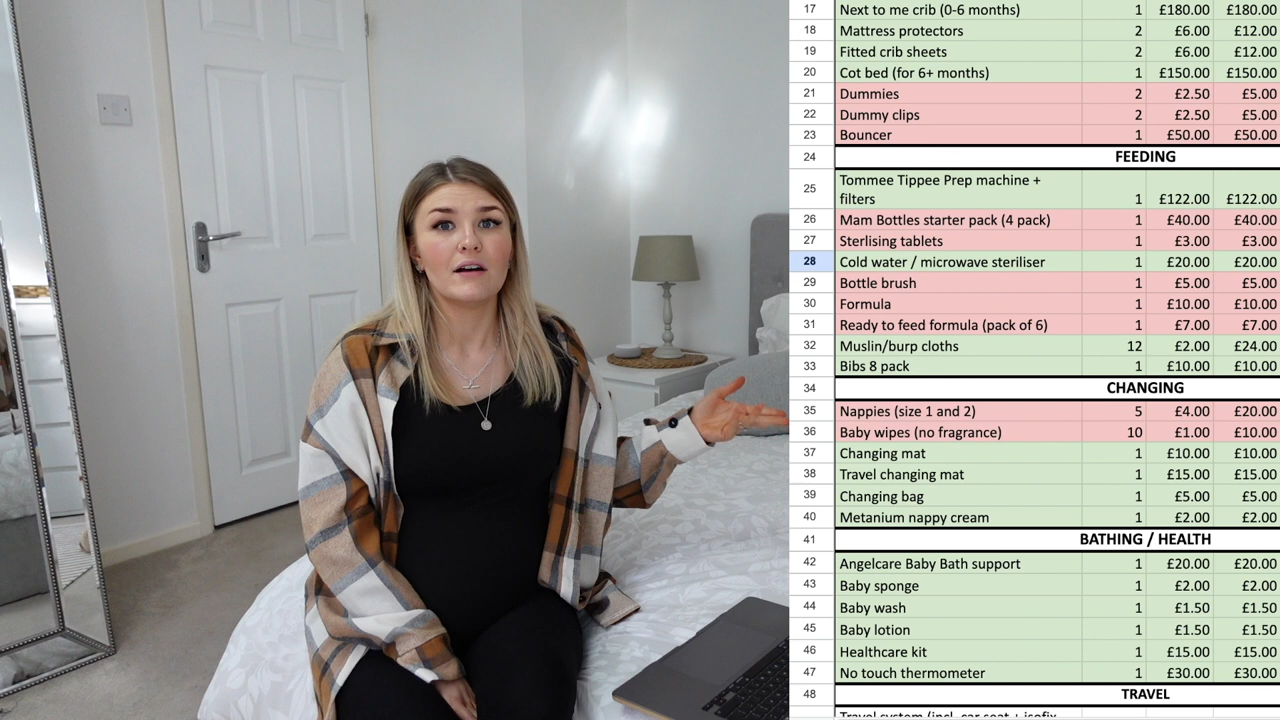 17 Next to me crib (0-6 months) 1 £180.00 £180.00
18 Mattress protectors 2 £6.00 £12.00
19 Fitted crib sheets 2 £6.00 £12.00
20 Cot bed (for 6+ months) 1 £150.00 £150.00
21 Dummies 2 £2.50 £5.00
22 Dummy clips 2 £2.50 £5.00
23 Bouncer 1 £50.00 £50.00
24 FEEDING
Tommee Tippee Prep machine +
25 filters 1 £122.00 £122.00
26 Mam Bottles starter pack (4 pack) 1 £40.00 £40.00
27 Sterlising tablets 1 £3.00 £3.00
28 Cold water / microwave steriliser 1 £20.00 £20.00
29 Bottle brush 1 £5.00 £5.00
30 Formula 1 £10.00 £10.00
31 Ready to feed formula (pack of 6) 1 £7.00 £7.00
32 Muslin/burp cloths 12 £2.00 £24.00
33 Bibs 8 pack 1 £10.00 £10.00
34 CHANGING
35 Nappies (size 1 and 2) 5 £4.00 £20.00
36 Baby wipes (no fragrance) 10 £1.00 £10.00
37 Changing mat 1 £10.00 £10.00
38 Travel changing mat 1 £15.00 £15.00
39 Changing bag 1 £5.00 £5.00
40 Metanium nappy cream 1 £2.00 £2.00
41 BATHING / HEALTH
42 Angelcare Baby Bath support 1 £20.00 £20.00
43 Baby sponge 1 £2.00 £2.00
44 Baby wash 1 £1.50 £1.50
45 Baby lotion 1 £1.50 £1.50
46 Healthcare kit 1 £15.00 £15.00
47 No touch thermometer 1 £30.00 £30.00
48 TRAVEL
Travel system (incl. car seat + isofix